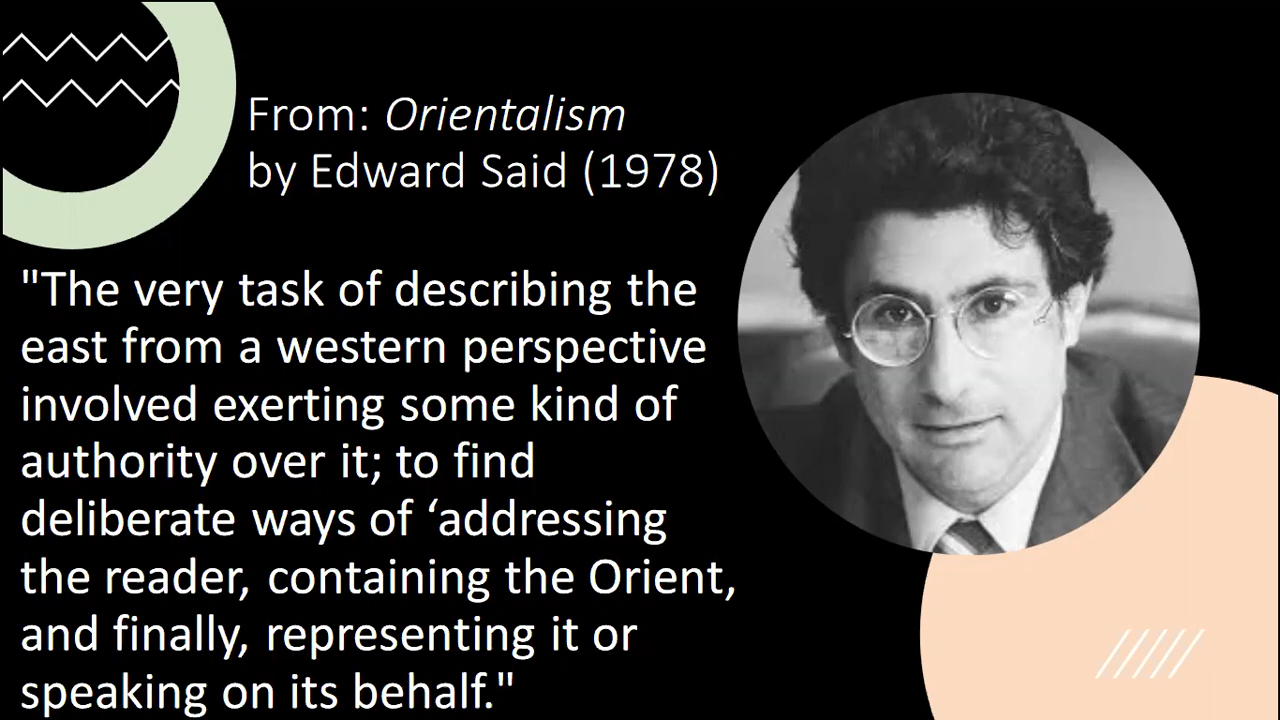 From: Orientalism
by Edward Said (1978)
"The very task of describing the
east from a western perspective
involved exerting some kind of
authority over it; to find
deliberate ways of ‘addressing
the reader, containing the Orient,
and finally, representing it or
speaking on its behalf."